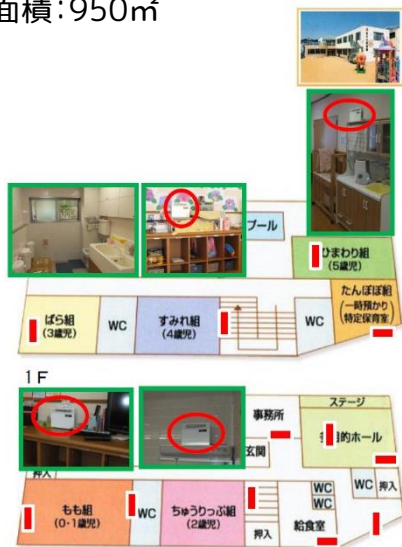 面積:950㎡
プール
ひまわり組
(5歳児)
たんぽぽ組
(一時預かり
特定保育室)
ばら組
(3歳児)
WC
すみれ組
(4歳児)
WC
1F
事務所
ステージ
玄関
目的ホール
押入
WC
WC
WC
押入
もも組
(0・1歳児)
WC
ちゅうりっぷ組
(2歳児)
押入
給食室